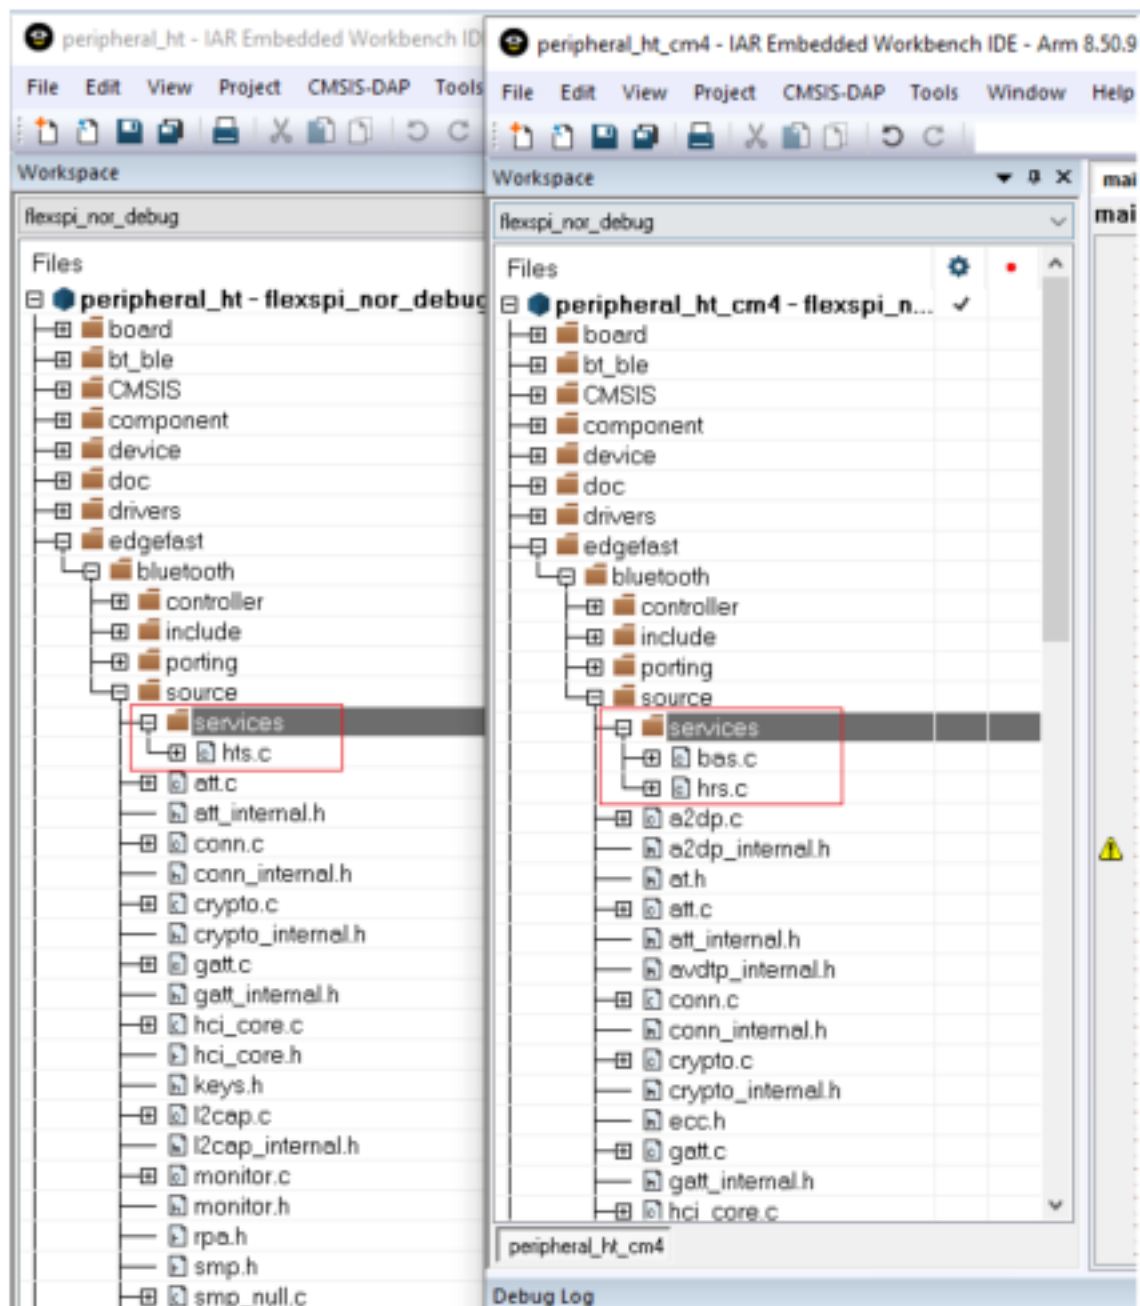 peripheral_ht - IAR Embedded Workbench ID
File Edit View Project CMSIS-DAP Tools
Workspace
flexspi_nor_debug
Files
peripheral_ht - flexspi_nor_debug
board
bt_ble
CMSIS
component
device
doc
drivers
edgefast
bluetooth
controller
include
porting
source
services
hts.c
att.c
att_internal.h
conn.c
conn_internal.h
crypto.c
crypto_internal.h
gatt.c
gatt_internal.h
hci_core.c
hci_core.h
keys.h
l2cap.c
l2cap_internal.h
monitor.c
monitor.h
rpa.h
smp.h
smp_null.c
peripheral_ht_cm4 - IAR Embedded Workbench IDE - Arm 8.50.9
File Edit View Project CMSIS-DAP Tools Window Help
Workspace
mai
flexspi_nor_debug
mai
Files
peripheral_ht_cm4 - flexspi_n...
board
bt_ble
CMSIS
component
device
doc
drivers
edgefast
bluetooth
controller
include
porting
source
services
bas.c
hrs.c
a2dp.c
a2dp_internal.h
at.h
att.c
att_internal.h
avdtp_internal.h
conn.c
conn_internal.h
crypto.c
crypto_internal.h
ecc.h
gatt.c
gatt_internal.h
hci_core.c
peripheral_ht_cm4
Debug Log